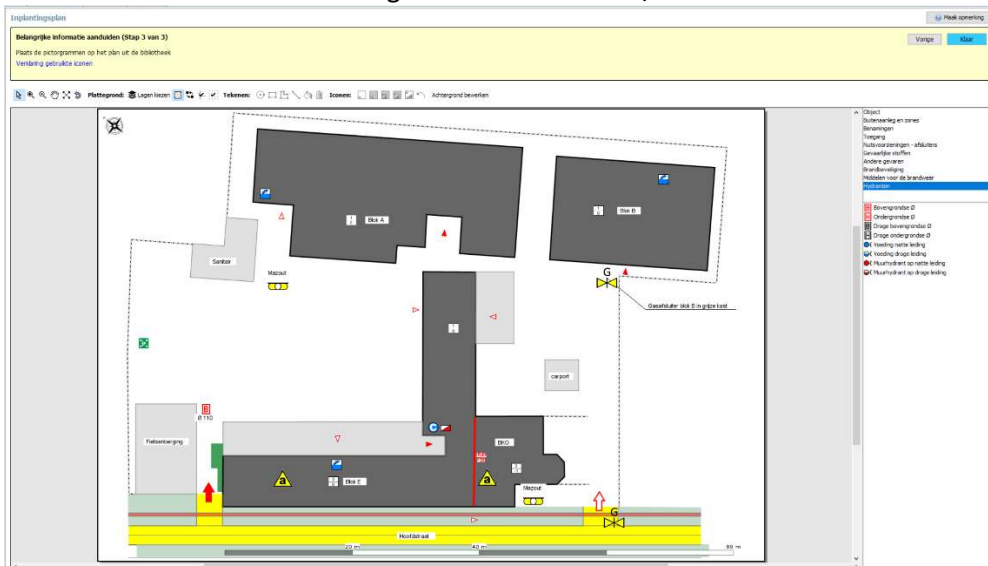 Inplantingsplan
Maak opmerking
Belangrijke informatie aanduiden (Stap 3 van 3)
Vorige
Klaar
Plaats de pictogrammen op het plan uit de bibliotheek
Verklaring gebruikte iconen
Plattegrond: Lagen kiezen Tekenen: Iconen: Achtergrond bewerken
Object
Buitenaanleg en zones
Benamingen
Toegang
Nutsvoorzieningen - afsluiters
Gevaarlijke stoffen
Andere gevaren
Brandbeveiliging
Middelen voor de brandweer
Hydranten
Bovengrondse Ø
Ondergrondse Ø
Droge bovengrondse Ø
Droge ondergrondse Ø
Voeding natte leiding
Voeding droge leiding
Muurhydrant op natte leiding
Muurhydrant op droge leiding
Blok A
Blok B
Sanitair
Mazout
G
Gasafsluiter blok B in grijze kast
carport
B
Ø 110
Fietsenberging
BKO
a
Blok E
a
Mazout
G
Hoofdstraat
20 m
40 m
80 m